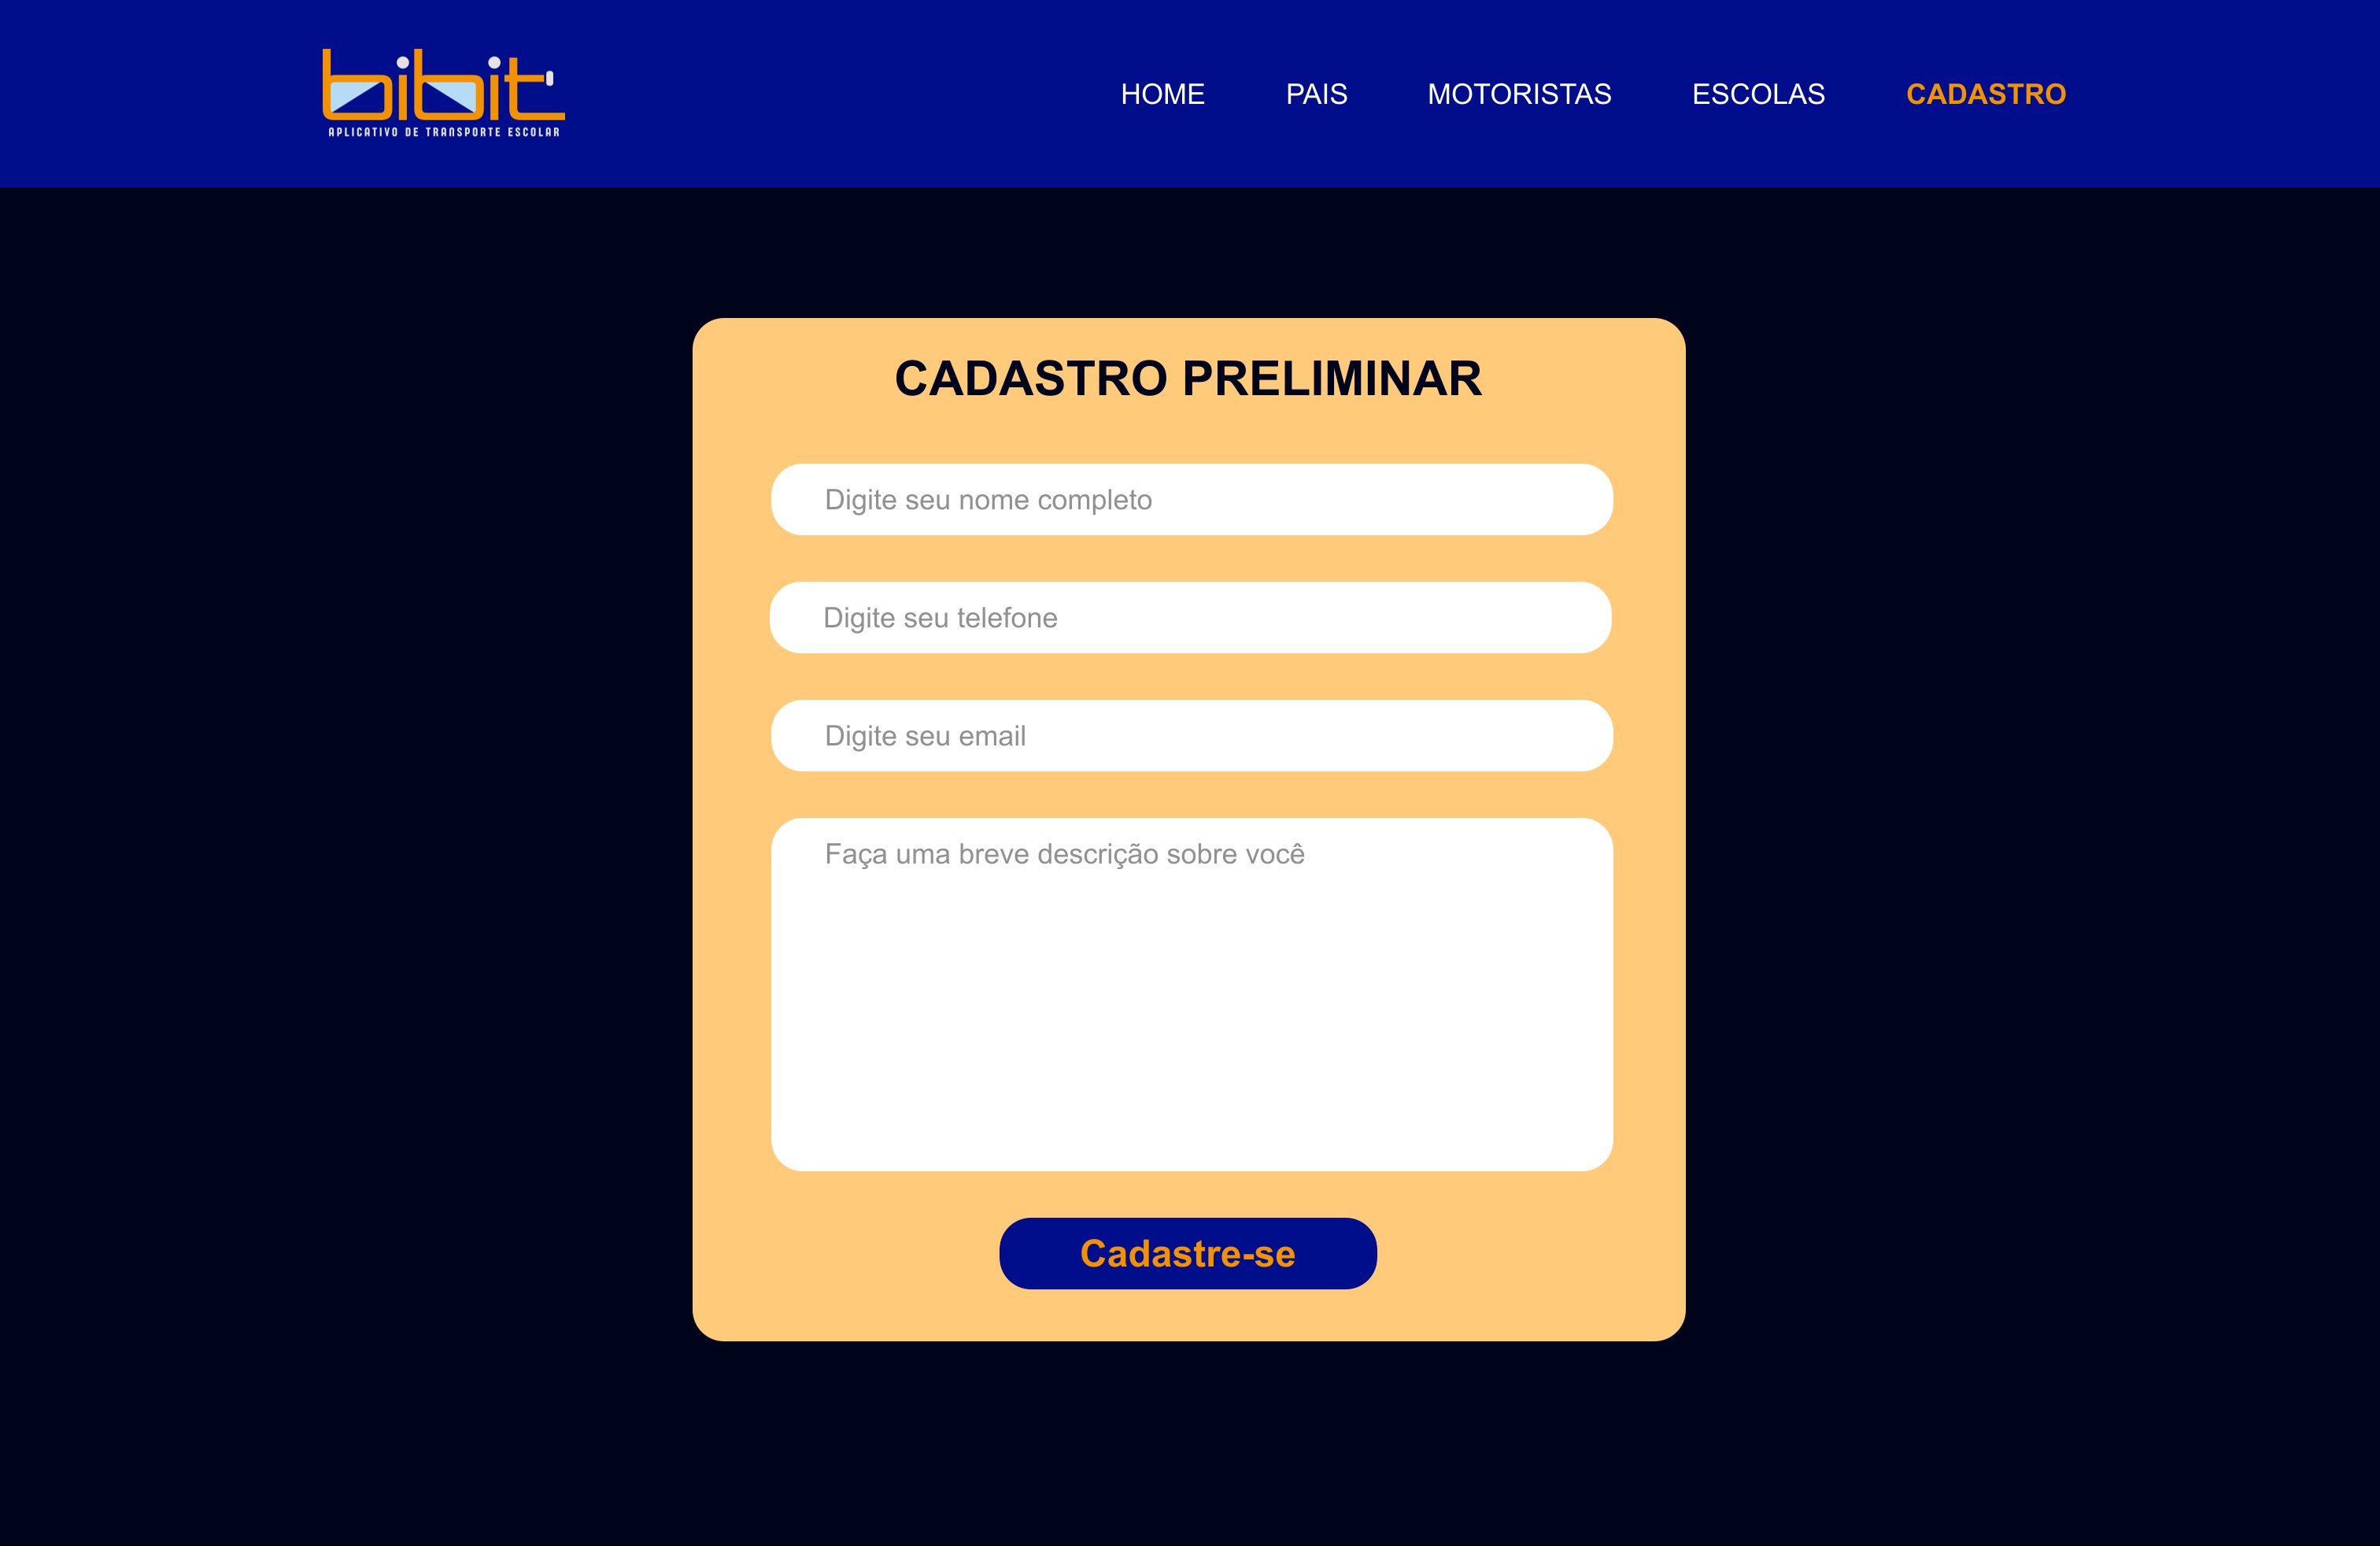 bibit
APLICATIVO DE TRANSPORTE ESCOLAR
HOME PAIS MOTORISTAS ESCOLAS CADASTRO
CADASTRO PRELIMINAR
Digite seu nome completo
Digite seu telefone
Digite seu email
Faça uma breve descrição sobre você
Cadastre-se